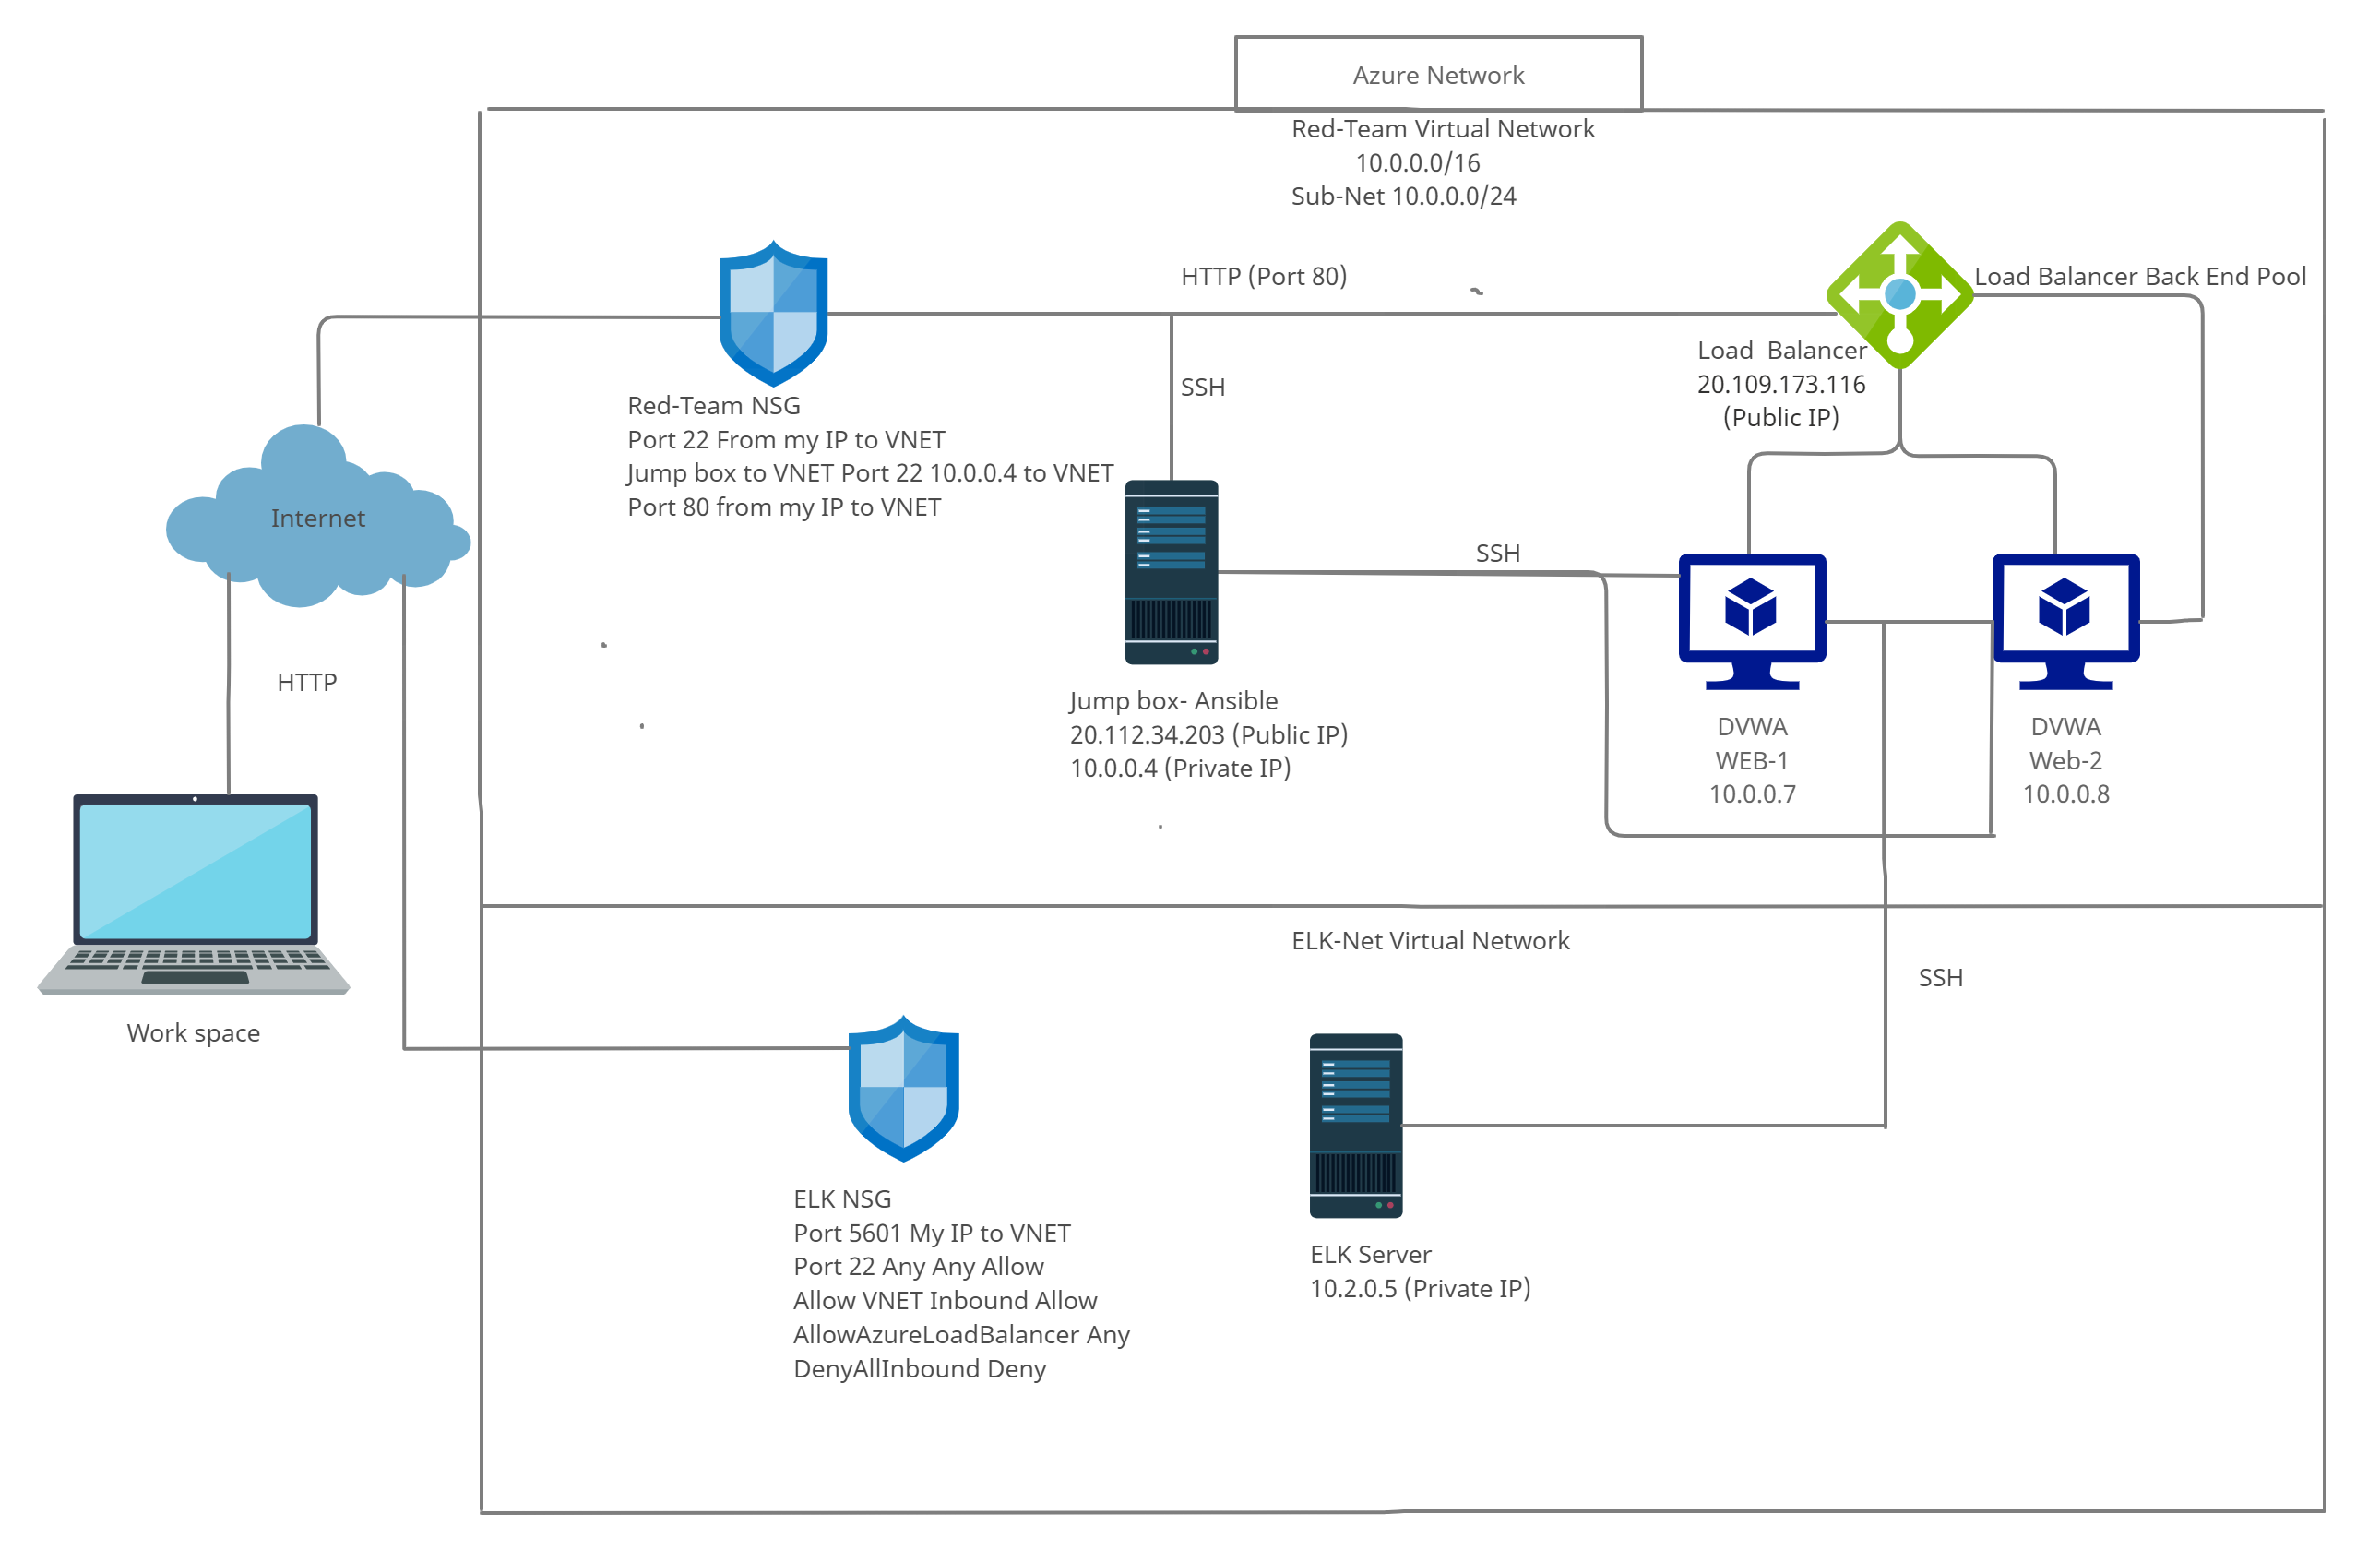 Azure Network
Red-Team Virtual Network
10.0.0.0/16
Sub-Net 10.0.0.0/24
HTTP (Port 80)
Load Balancer Back End Pool
Load  Balancer
20.109.173.116
(Public IP)
SSH
Red-Team NSG
Port 22 From my IP to VNET
Jump box to VNET Port 22 10.0.0.4 to VNET
Port 80 from my IP to VNET
Internet
SSH
HTTP
Jump box- Ansible
20.112.34.203 (Public IP)
10.0.0.4 (Private IP)
DVWA
WEB-1
10.0.0.7
DVWA
Web-2
10.0.0.8
ELK-Net Virtual Network
SSH
Work space
ELK NSG
Port 5601 My IP to VNET
Port 22 Any Any Allow
Allow VNET Inbound Allow
AllowAzureLoadBalancer Any
DenyAllInbound Deny
ELK Server
10.2.0.5 (Private IP)